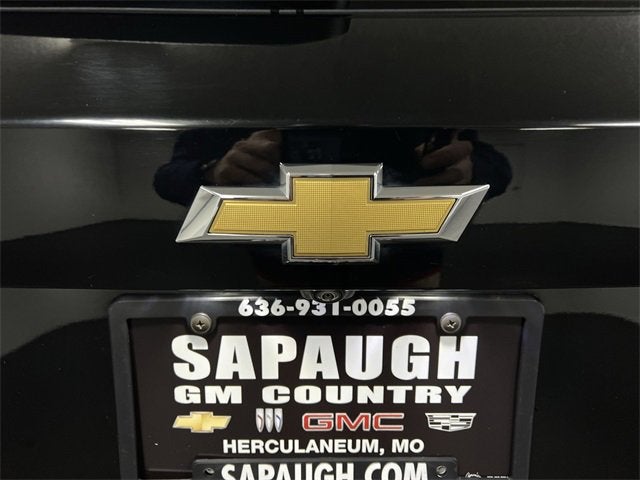 636-931-0055
SAPAUGH
GM COUNTRY
GMC
HERCULANEUM, MO
SAPAUGH.COM